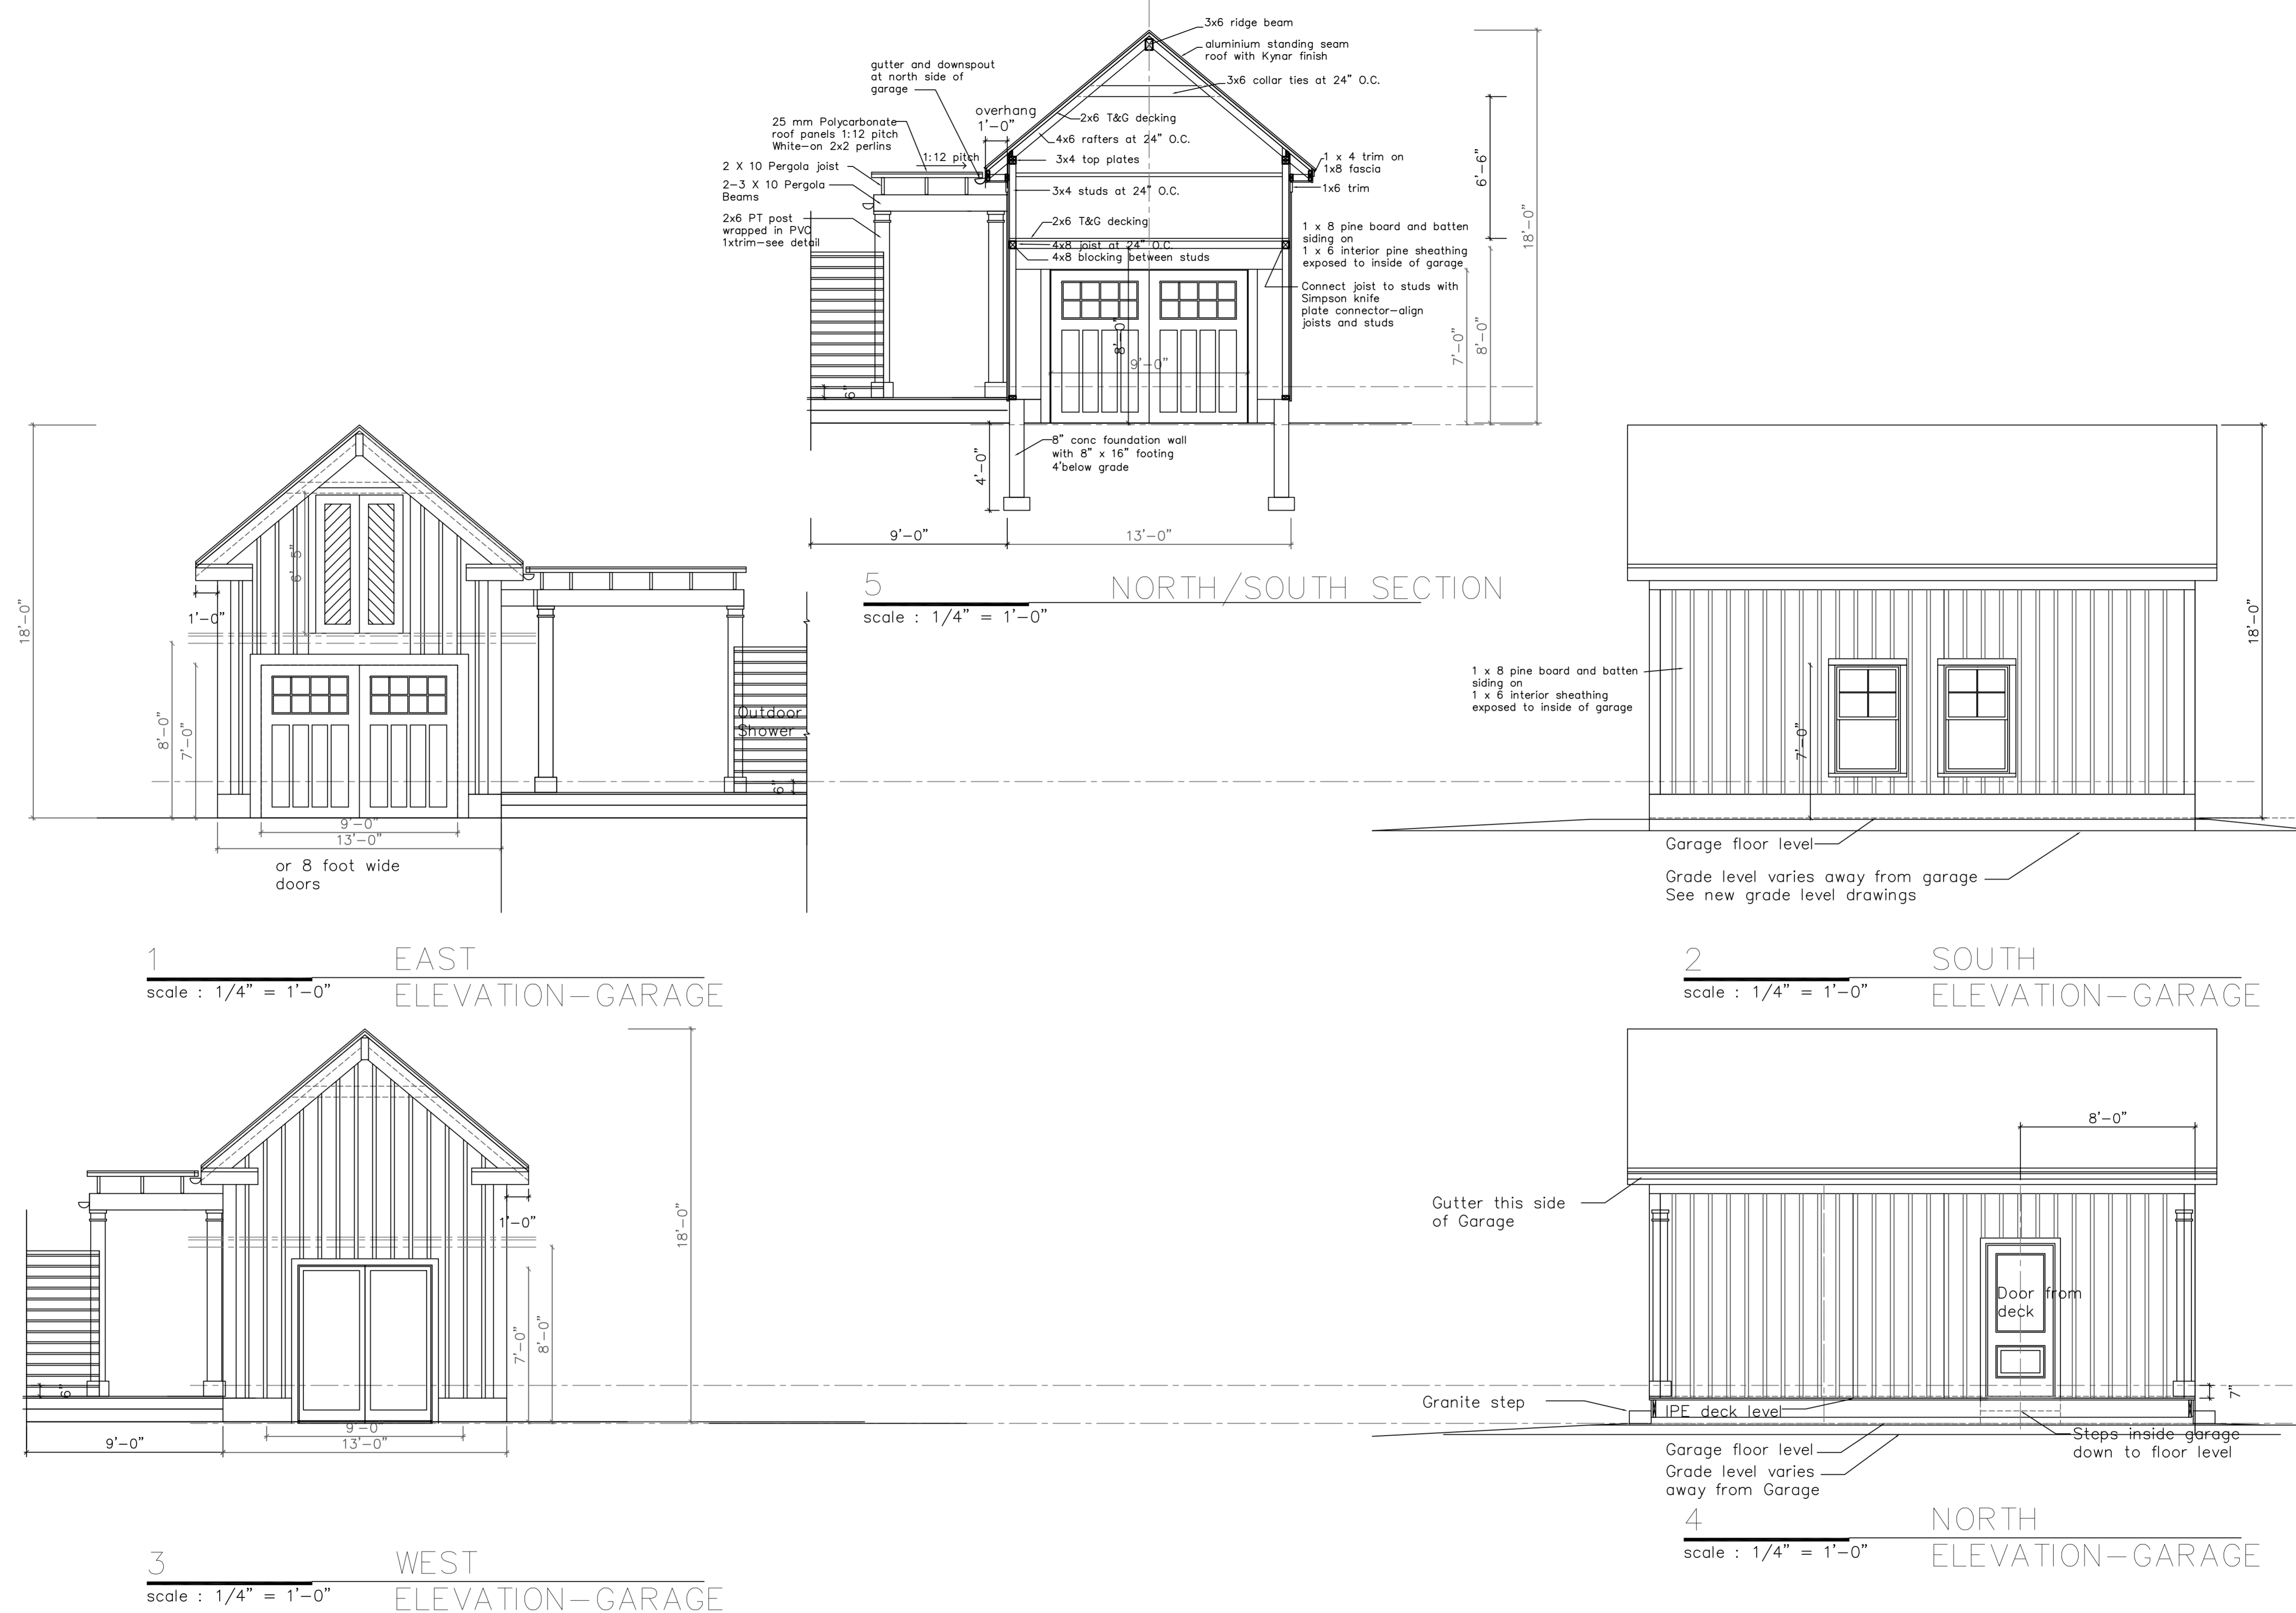 3x6 ridge beam
aluminium standing seam
roof with Kynar finish
3x6 collar ties at 24" O.C.
gutter and downspout
at north side of
garage
overhang
1'-0"
2x6 T&G decking
25 mm Polycarbonate
roof panels 1:12 pitch
White-on 2x2 perlins
4x6 rafters at 24" O.C.
1:12 pitch
3x4 top plates
1 x 4 trim on
1x8 fascia
2 X 10 Pergola joist
2-3 X 10 Pergola
Beams
3x4 studs at 24" O.C.
1x6 trim
6'-6"
18'-0"
2x6 PT post
wrapped in PVC
1xtrim-see detail
2x6 T&G decking
4x8 joist at 24" O.C.
4x8 blocking between studs
1 x 8 pine board and batten
siding on
1 x 6 interior pine sheathing
exposed to inside of garage
Connect joist to studs with
Simpson knife
plate connector-align
joists and studs
8'-0"
9'-0"
7'-0"
8'-0"
6"
8" conc foundation wall
with 8" x 16" footing
4'below grade
4'-0"
9'-0"
13'-0"
5
NORTH/SOUTH SECTION
scale : 1/4" = 1'-0"
18'-0"
6'-5"
1'-0"
8'-0"
7'-0"
Outdoor
Shower
6"
9'-0"
13'-0"
or 8 foot wide
doors
1
EAST
scale : 1/4" = 1'-0"
ELEVATION-GARAGE
18'-0"
1 x 8 pine board and batten
siding on
1 x 6 interior sheathing
exposed to inside of garage
7'-0"
Garage floor level
Grade level varies away from garage
See new grade level drawings
2
SOUTH
scale : 1/4" = 1'-0"
ELEVATION-GARAGE
1'-0"
18'-0"
7'-0"
8'-0"
6"
9'-0"
9'-0
13'-0"
3
WEST
scale : 1/4" = 1'-0"
ELEVATION-GARAGE
8'-0"
Gutter this side
of Garage
Door from
deck
7"
Granite step
IPE deck level
Steps inside garage
down to floor level
Garage floor level
Grade level varies
away from Garage
4
NORTH
scale : 1/4" = 1'-0"
ELEVATION-GARAGE